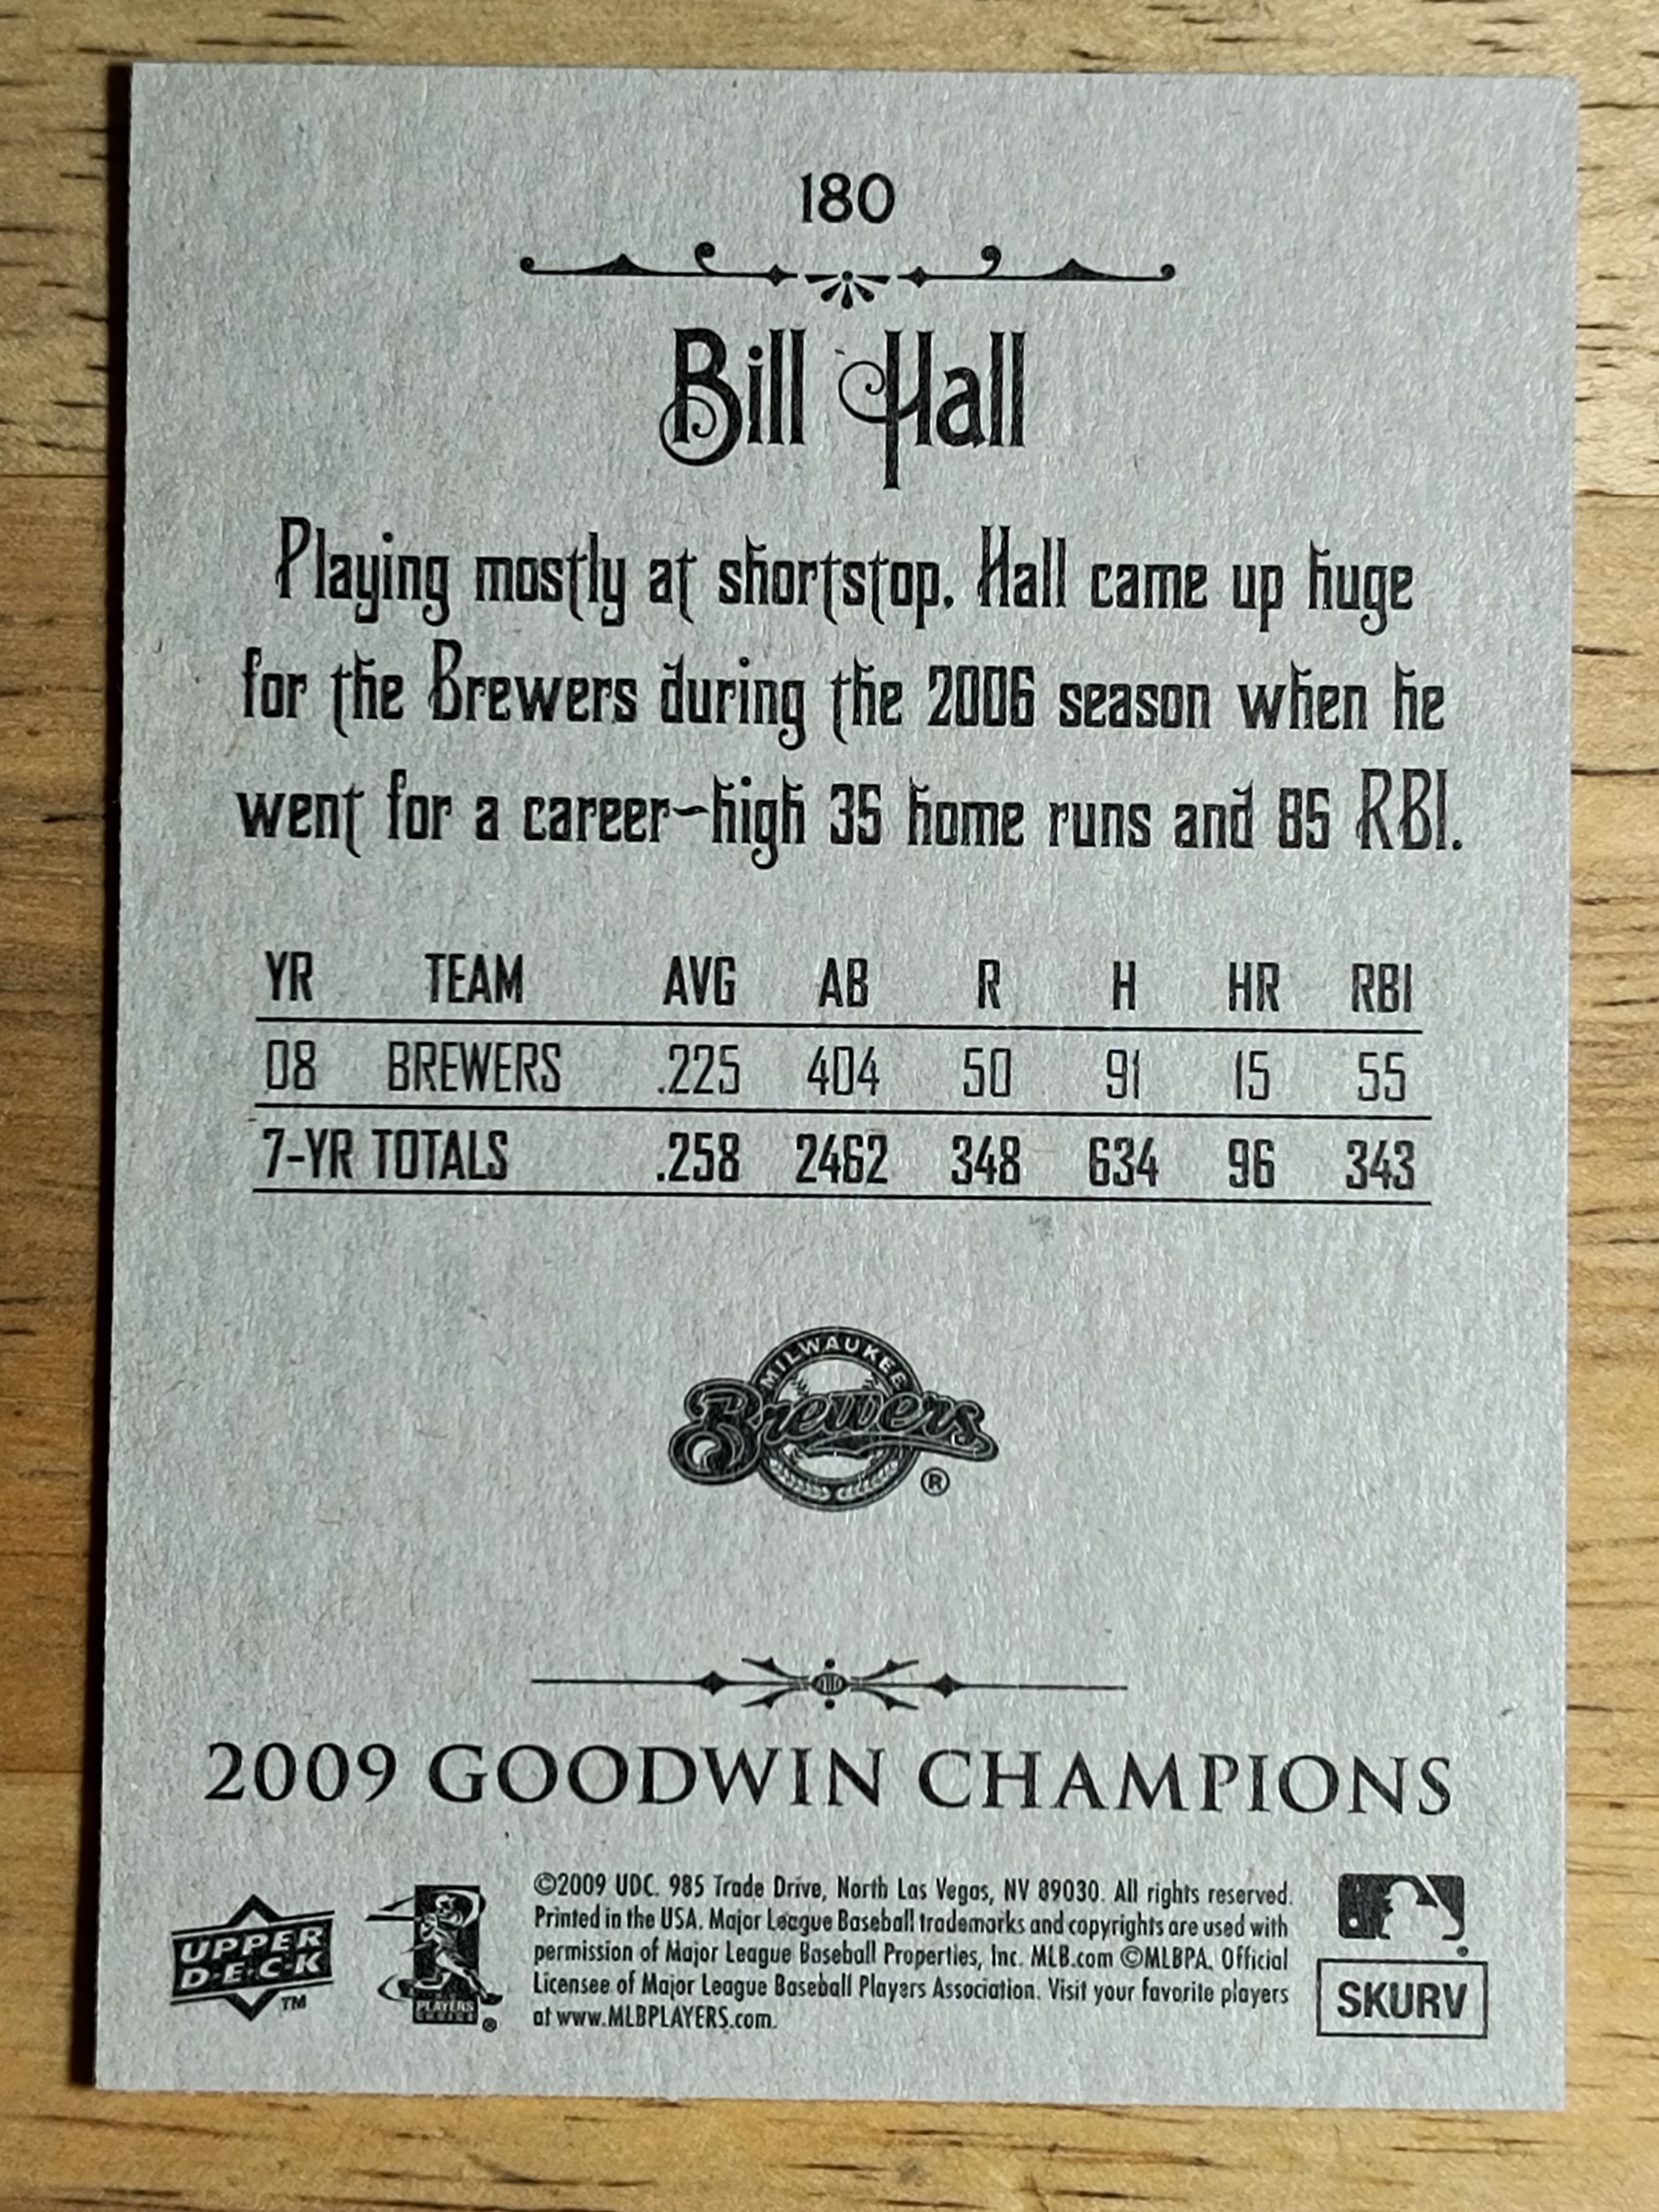 180
Bill Hall
Playing mostly at shortstop, Hall came up huge
for the Brewers during the 2006 season when he
went for a career-high 35 home runs and 85 RBI.
YR TEAM AVG AB R H HR RBI
08 BREWERS .225 404 50 91 15 55
7-YR TOTALS .258 2462 348 634 96 343
MILWAUKEE
Brewers
®
2009 GOODWIN CHAMPIONS
UPPER
D·E·C·K
TM
PLAYERS
CHOICE
®
©2009 UDC. 985 Trade Drive, North Las Vegas, NV 89030. All rights reserved.
Printed in the USA. Major League Baseball trademarks and copyrights are used with
permission of Major League Baseball Properties, Inc. MLB.com ©MLBPA. Official
Licensee of Major League Baseball Players Association. Visit your favorite players
at www.MLBPLAYERS.com.
SKURV